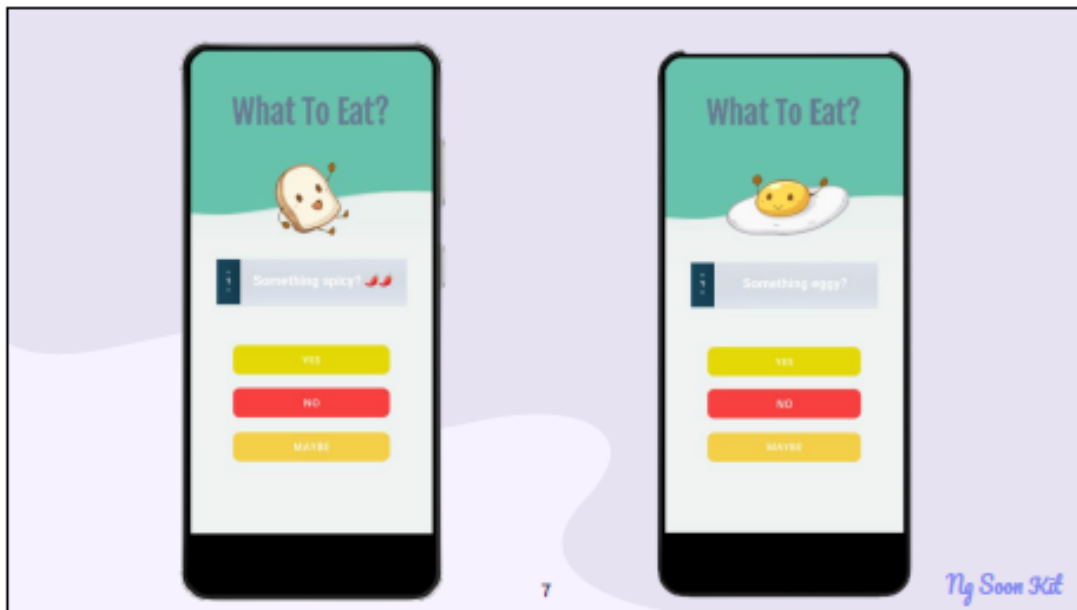 What To Eat?
Something spicy? 🌶🌶
YES
NO
MAYBE
What To Eat?
Something eggy?
YES
NO
MAYBE
7
Ng Soon Kit